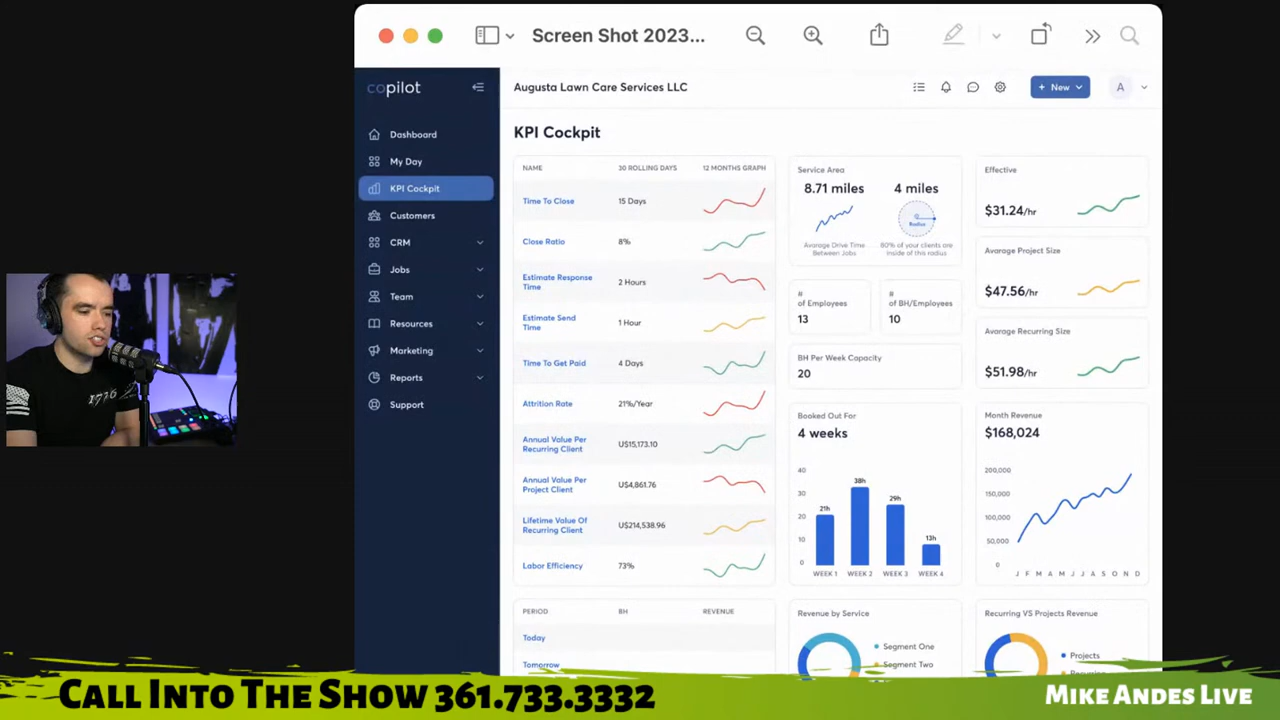 Screen Shot 2023...
copilot
Augusta Lawn Care Services LLC
+ New
A
Dashboard
My Day
KPI Cockpit
Customers
CRM
Jobs
Team
Resources
Marketing
Reports
Support
KPI Cockpit
NAME 30 ROLLING DAYS 12 MONTHS GRAPH
Time To Close 15 Days
Close Ratio 8%
Estimate Response
Time
2 Hours
Estimate Send
Time
1 Hour
Time To Get Paid 4 Days
Attrition Rate 21%/Year
Annual Value Per
Recurring Client
U$15,173.10
Annual Value Per
Project Client
U$4,861.76
Lifetime Value Of
Recurring Client
U$214,538.96
Labor Efficiency 73%
PERIOD BH REVENUE
Today
Tomorrow
Service Area
8.71 miles 4 miles
Radius
Avarage Drive Time
Between Jobs
80% of your clients are
inside of this radius
#
of Employees
13
#
of BH/Employees
10
BH Per Week Capacity
20
Booked Out For
4 weeks
40
30
20
10
0
21h 38h 29h 13h
WEEK 1 WEEK 2 WEEK 3 WEEK 4
Revenue by Service
Segment One
Segment Two
Effective
$31.24/hr
Avarage Project Size
$47.56/hr
Avarage Recurring Size
$51.98/hr
Month Revenue
$168,024
200,000
150,000
100,000
50,000
0
J F M A M J J A S O N D
Recurring VS Projects Revenue
Projects
Recurring
1776
CALL INTO THE SHOW 361.733.3332
MIKE ANDES LIVE